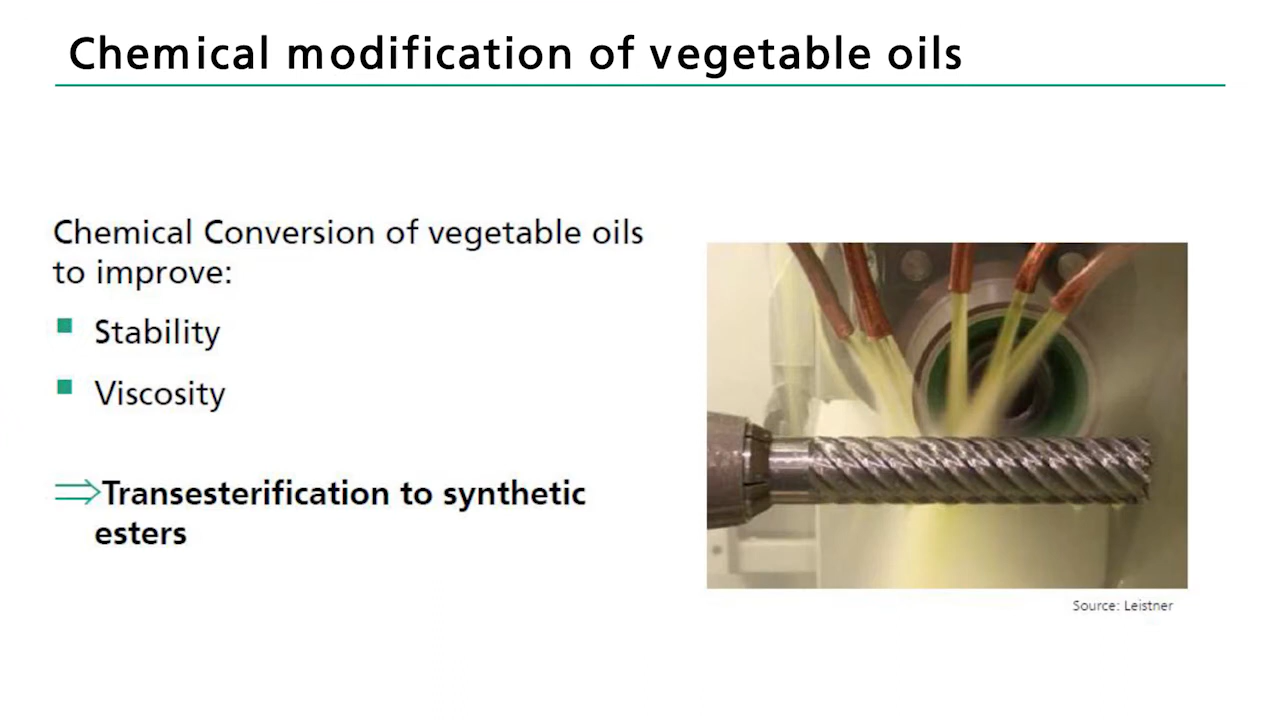 Chemical modification of vegetable oils
Chemical Conversion of vegetable oils
to improve:
Stability
Viscosity
Transesterification to synthetic
esters
Source: Leistner